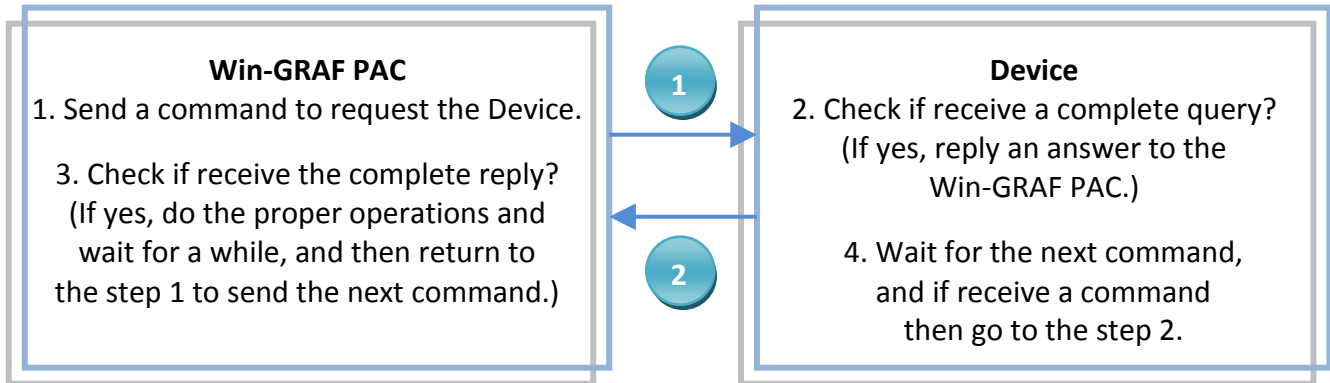 Win-GRAF PAC
1. Send a command to request the Device.
3. Check if receive the complete reply?
(If yes, do the proper operations and
wait for a while, and then return to
the step 1 to send the next command.)
1
2
Device
2. Check if receive a complete query?
(If yes, reply an answer to the
Win-GRAF PAC.)
4. Wait for the next command,
and if receive a command
then go to the step 2.